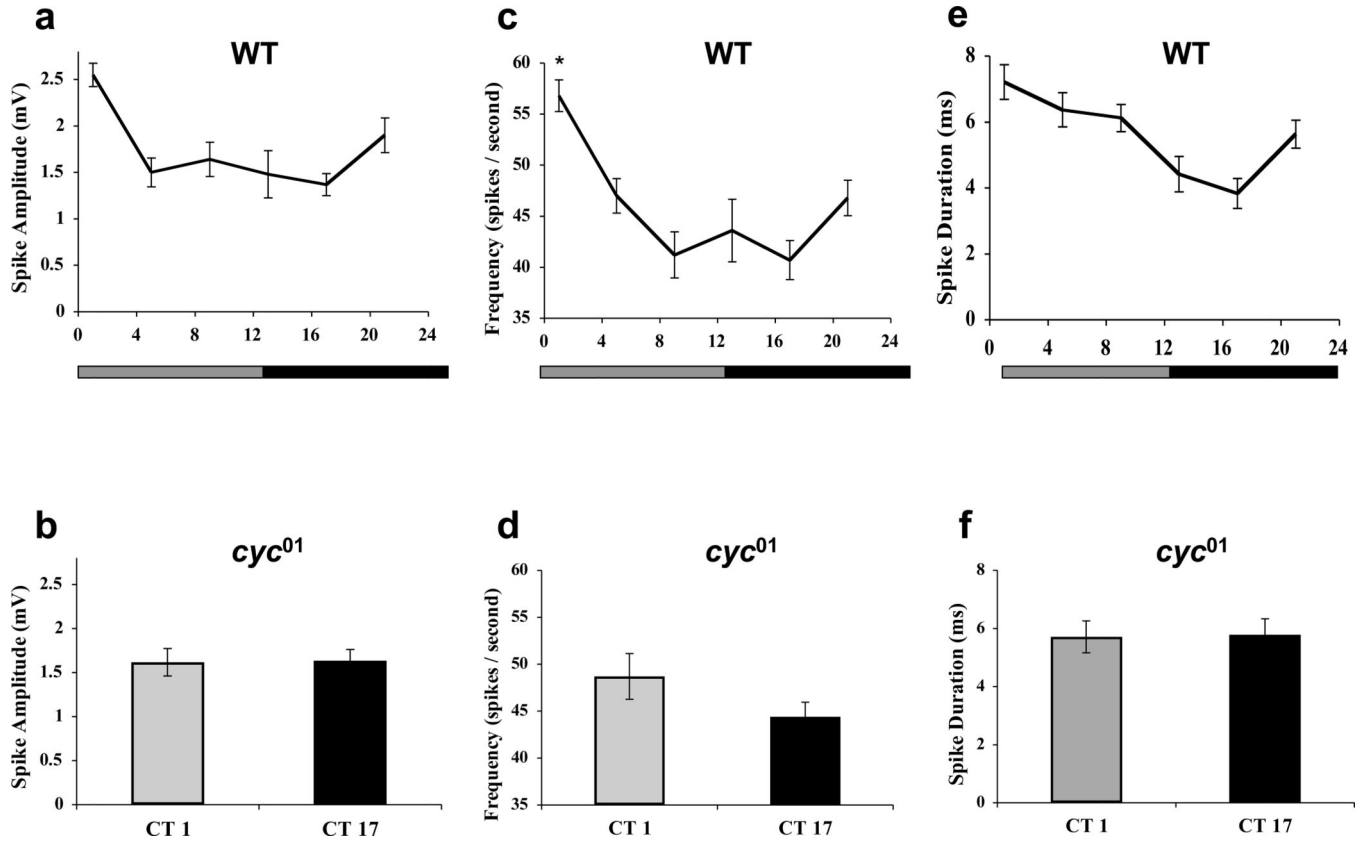 a
WT
Spike Amplitude (mV)
2.5
2
1.5
1
0.5
0
0 4 8 12 16 20 24
c
WT
*
Frequency (spikes / second)
60
55
50
45
40
35
0 4 8 12 16 20 24
e
WT
Spike Duration (ms)
8
6
4
2
0
0 4 8 12 16 20 24
b
cyc01
Spike Amplitude (mV)
2.5
2
1.5
1
0.5
0
CT 1 CT 17
d
cyc01
Frequency (spikes / second)
60
55
50
45
40
35
CT 1 CT 17
f
cyc01
Spike Duration (ms)
8
6
4
2
0
CT 1 CT 17